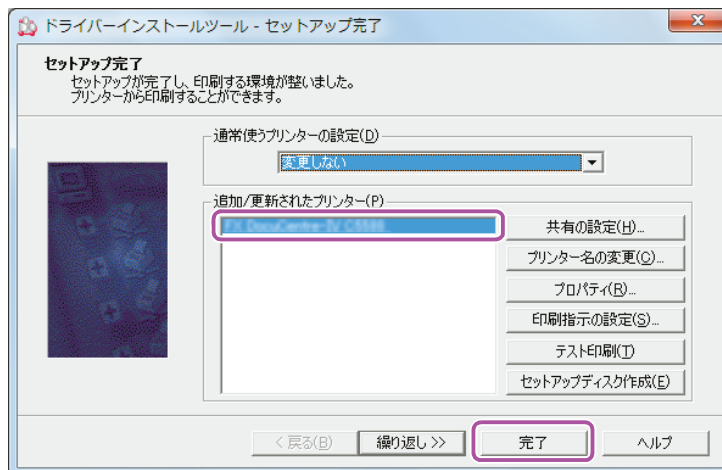 ドライバーインストールツール - セットアップ完了
セットアップ完了
セットアップが完了し、印刷する環境が整いました。
プリンターから印刷することができます。
通常使うプリンターの設定(D)
変更しない
追加/更新されたプリンター(P)
FX DocuCentre-IV
共有の設定(H)...
プリンター名の変更(C)...
プロパティ(R)...
印刷指示の設定(S)...
テスト印刷(T)
セットアップディスク作成(E)
< 戻る(B)
繰り返し >>
完了
ヘルプ